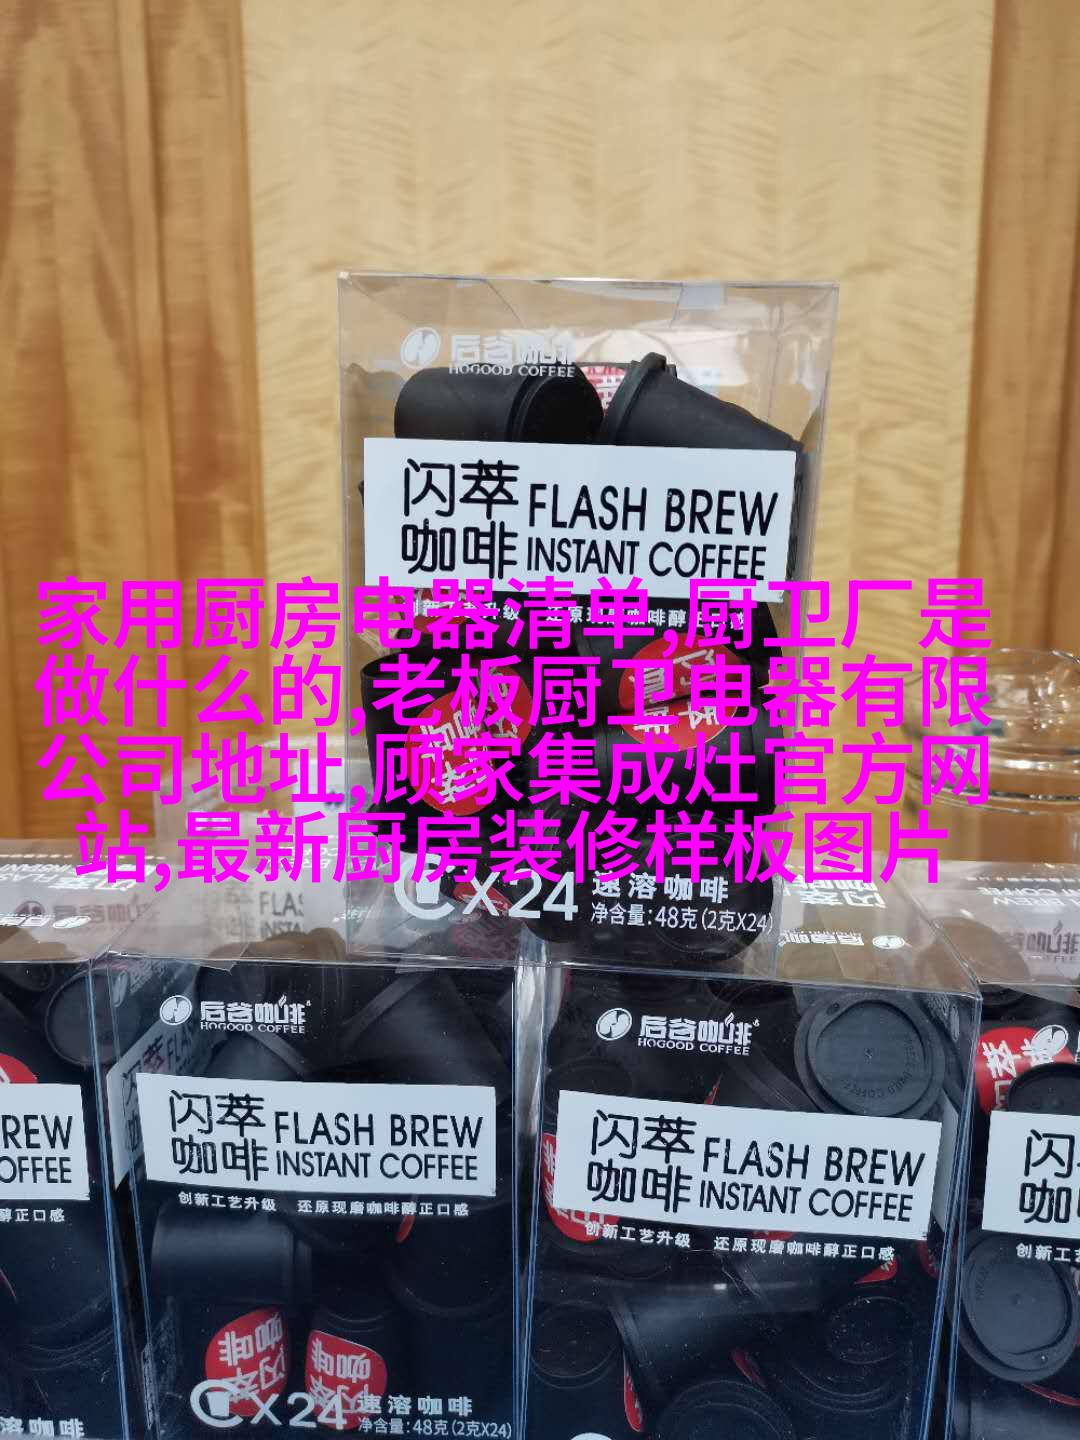 后谷咖啡
HOGOOD COFFEE
闪萃 FLASH BREW
咖啡 INSTANT COFFEE
家用厨房电器清单,厨卫厂是
做什么的,老板厨卫电器有限
公司地址,顾家集成灶官方网
站,最新厨房装修样板图片
X24 速溶咖啡
净含量:48克(2克X24)
后谷咖啡
HOGOOD COFFEE
闪萃 FLASH BREW
咖啡 INSTANT COFFEE
创新工艺升级 还原现磨咖啡醇正口感
X24 速溶咖啡
净含量:48克(2克X24)
后谷咖啡
HOGOOD COFFEE
闪萃 FLASH BREW
咖啡 INSTANT COFFEE
创新工艺升级 还原现磨咖啡醇正口感
REW
OFFEE
醇正口感
溶咖啡
闪
咖
创新工艺